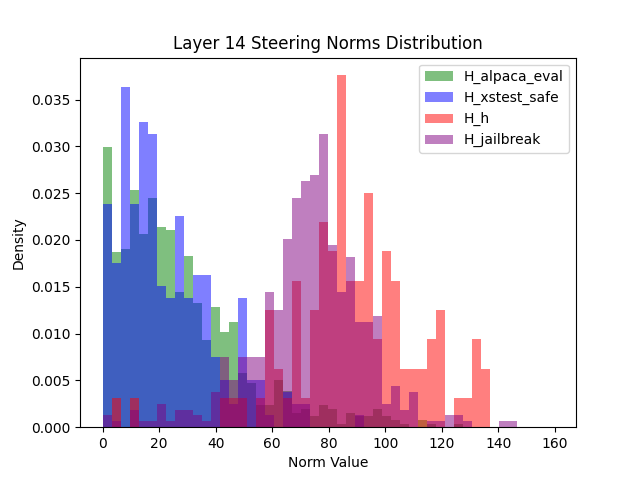 Layer 14 Steering Norms Distribution
H_alpaca_eval
H_xstest_safe
H_h
H_jailbreak
Density
0.035
0.030
0.025
0.020
0.015
0.010
0.005
0.000
0 20 40 60 80 100 120 140 160
Norm Value